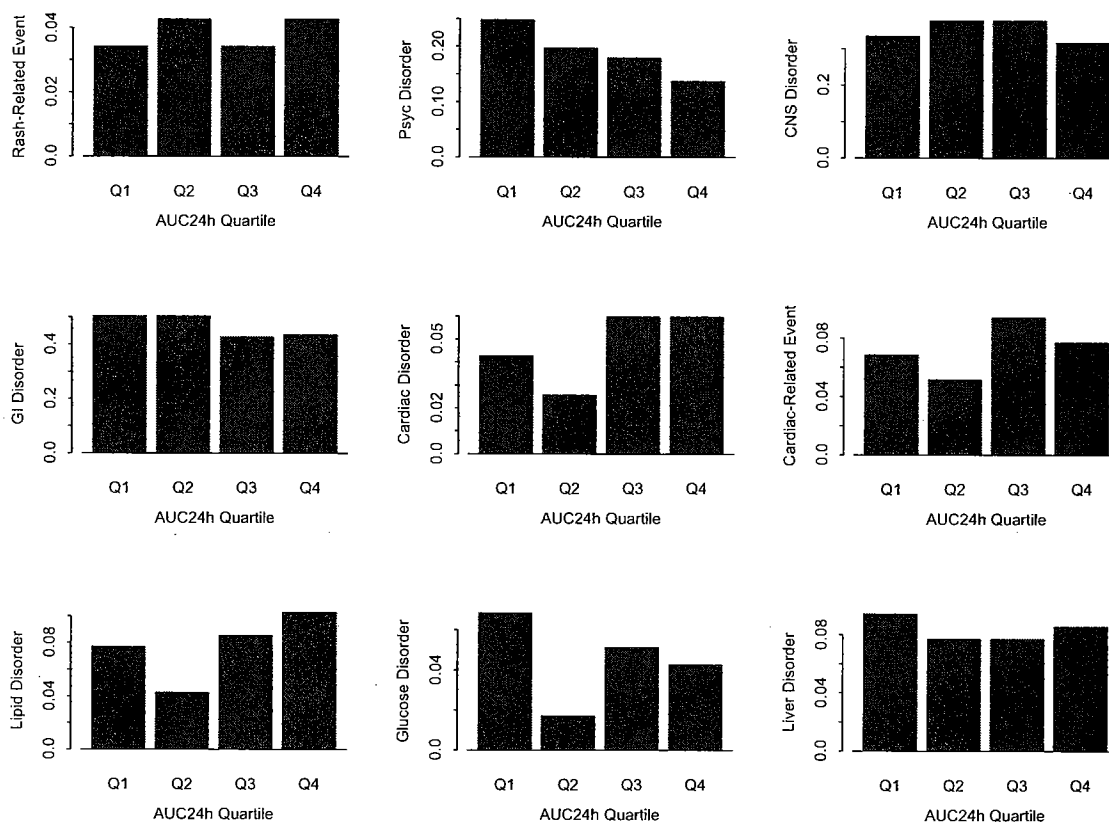 Rash-Related Event
0.04
0.02
0.0
Q1 Q2 Q3 Q4
AUC24h Quartile
Psyc Disorder
0.20
0.10
0.0
Q1 Q2 Q3 Q4
AUC24h Quartile
CNS Disorder
0.2
0.0
Q1 Q2 Q3 Q4
AUC24h Quartile
GI Disorder
0.4
0.2
0.0
Q1 Q2 Q3 Q4
AUC24h Quartile
Cardiac Disorder
0.05
0.02
0.0
Q1 Q2 Q3 Q4
AUC24h Quartile
Cardiac-Related Event
0.08
0.04
0.0
Q1 Q2 Q3 Q4
AUC24h Quartile
Lipid Disorder
0.08
0.04
0.0
Q1 Q2 Q3 Q4
AUC24h Quartile
Glucose Disorder
0.04
0.0
Q1 Q2 Q3 Q4
AUC24h Quartile
Liver Disorder
0.08
0.04
0.0
Q1 Q2 Q3 Q4
AUC24h Quartile